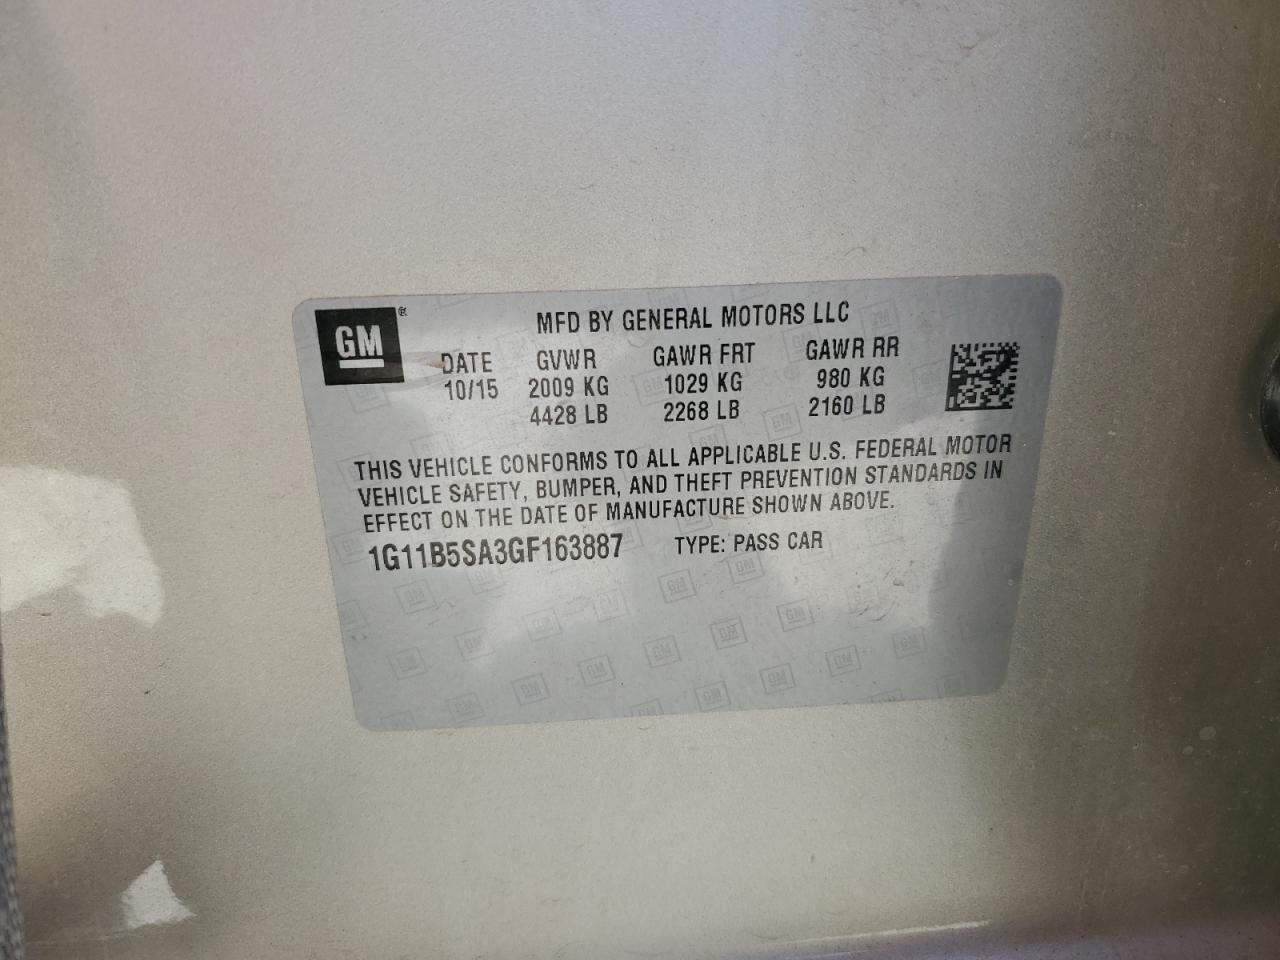 GM®
MFD BY GENERAL MOTORS LLC
DATE GVWR GAWR FRT GAWR RR
10/15 2009 KG 1029 KG 980 KG
4428 LB 2268 LB 2160 LB
THIS VEHICLE CONFORMS TO ALL APPLICABLE U.S. FEDERAL MOTOR
VEHICLE SAFETY, BUMPER, AND THEFT PREVENTION STANDARDS IN
EFFECT ON THE DATE OF MANUFACTURE SHOWN ABOVE.
1G11B5SA3GF163887 TYPE: PASS CAR